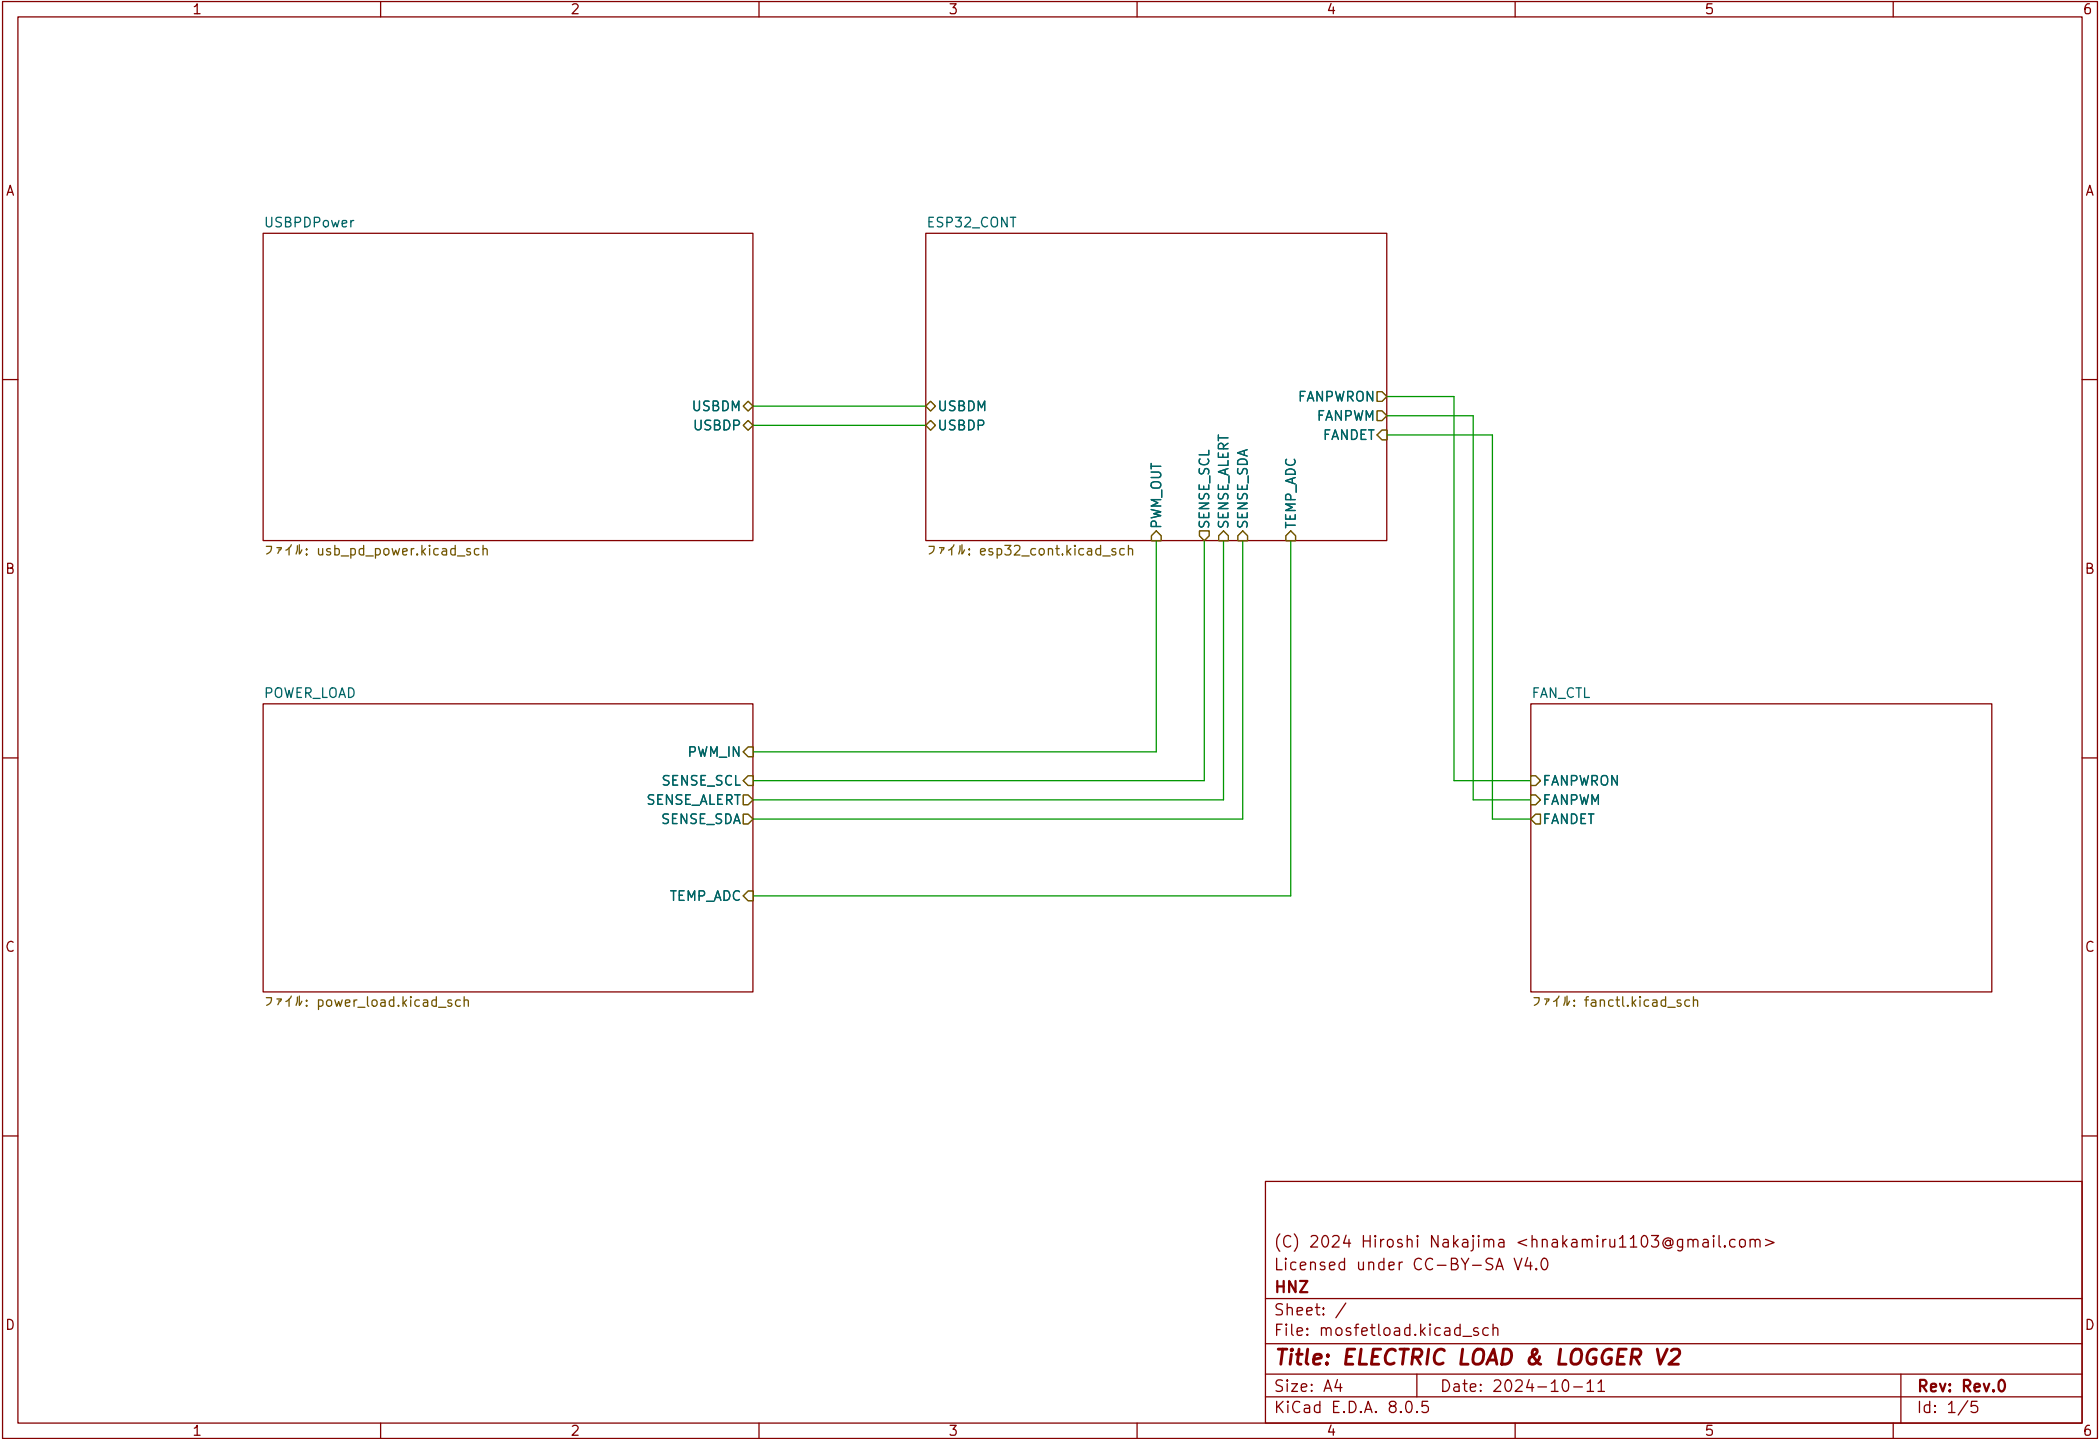 1 2 3 4 5 6
A A
USBPDPower
ESP32_CONT
USBDM
USBDP
USBDM
USBDP
FANPWRON
FANPWM
FANDET
PWM_OUT
SENSE_SCL
SENSE_ALERT
SENSE_SDA
TEMP_ADC
ファイル: usb_pd_power.kicad_sch
ファイル: esp32_cont.kicad_sch
B B
POWER_LOAD
FAN_CTL
PWM_IN
SENSE_SCL
SENSE_ALERT
SENSE_SDA
TEMP_ADC
FANPWRON
FANPWM
FANDET
C C
ファイル: power_load.kicad_sch
ファイル: fanctl.kicad_sch
(C) 2024 Hiroshi Nakajima <hnakamiru1103@gmail.com>
Licensed under CC-BY-SA V4.0
HNZ
Sheet: /
File: mosfetload.kicad_sch
D D
Title: ELECTRIC LOAD & LOGGER V2
Size: A4 Date: 2024-10-11 Rev: Rev.0
KiCad E.D.A. 8.0.5 Id: 1/5
1 2 3 4 5 6